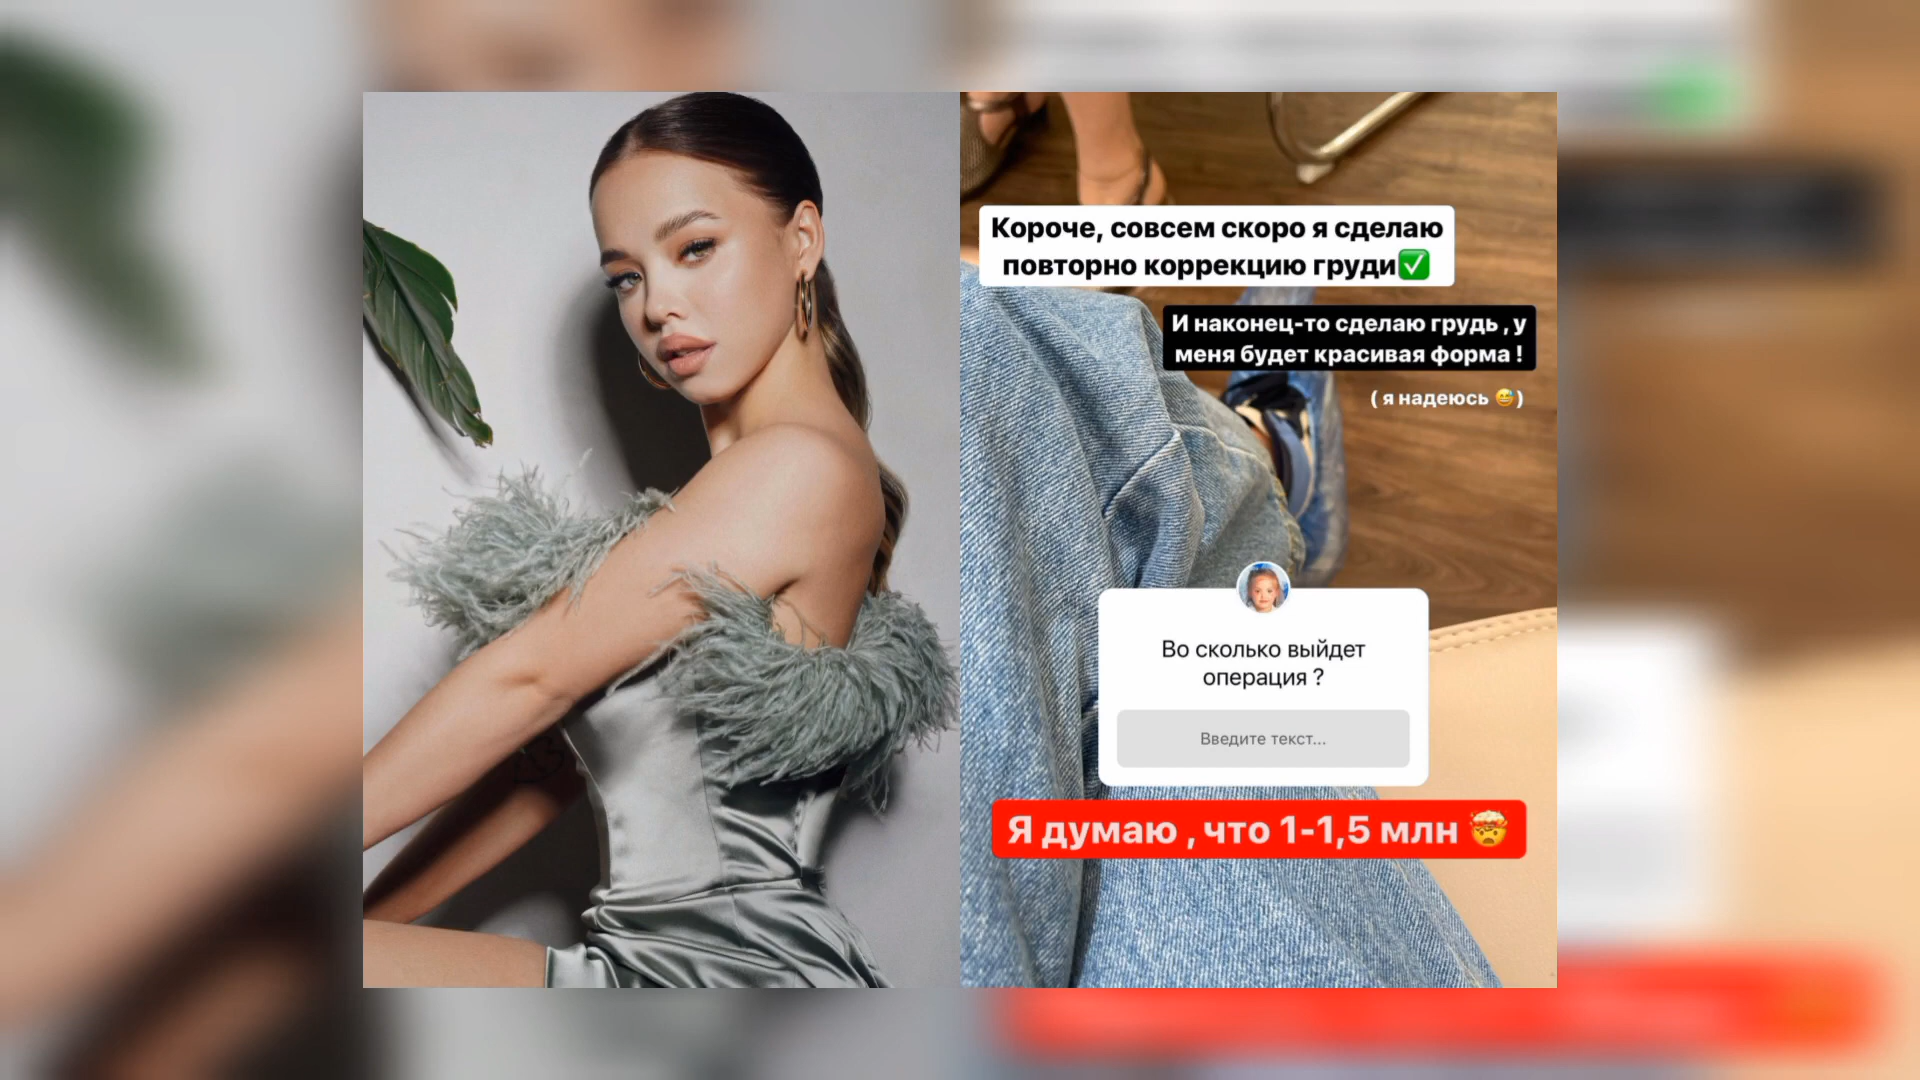 Короче, совсем скоро я сделаю
повторно коррекцию груди✅
И наконец-то сделаю грудь , у
меня будет красивая форма !
( я надеюсь 😅)
Во сколько выйдет
операция ?
Введите текст...
Я думаю , что 1-1,5 млн 🤯